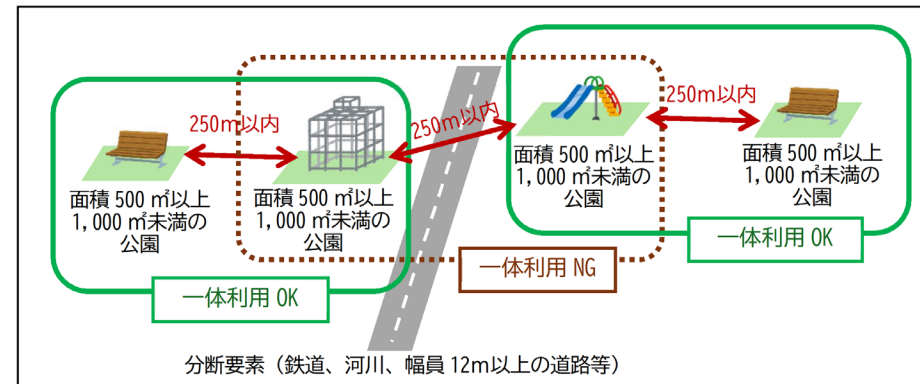 250m以内
250m以内
250m以内
面積 500 ㎡以上
1,000 ㎡未満の
公園
面積 500 ㎡以上
1,000 ㎡未満の
公園
面積 500 ㎡以上
1,000 ㎡未満の
公園
面積 500 ㎡以上
1,000 ㎡未満の
公園
一体利用 OK
一体利用 NG
一体利用 OK
分断要素（鉄道、河川、幅員 12m以上の道路等）